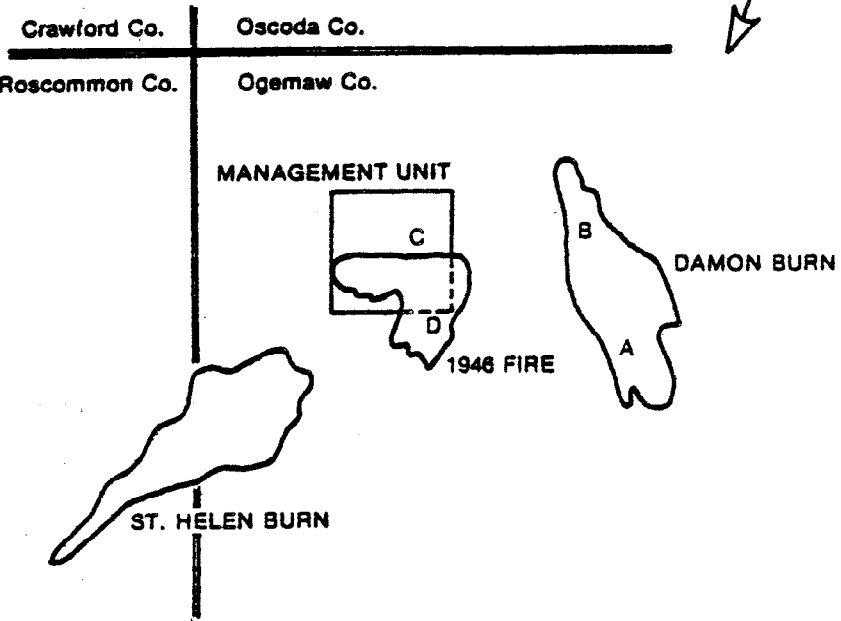 Crawford Co.
Oscoda Co.
Roscommon Co.
Ogemaw Co.
MANAGEMENT UNIT
C
B
DAMON BURN
D
A
1946 FIRE
ST. HELEN BURN